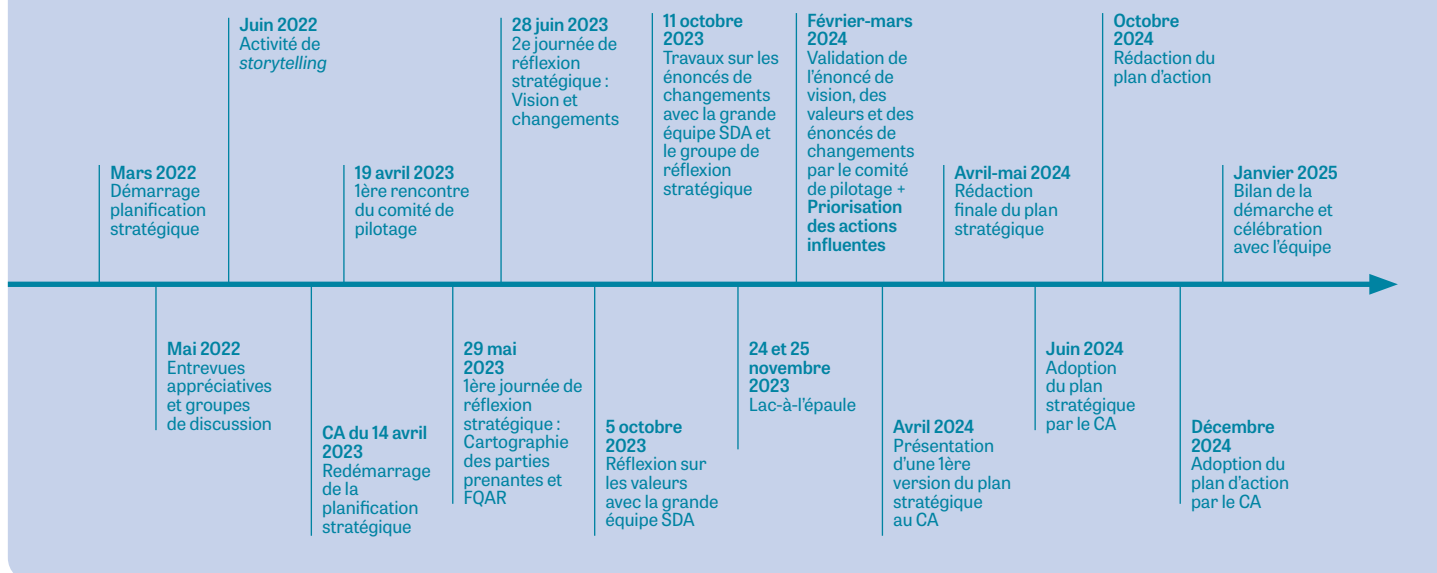 Mars 2022
Démarrage
planification
stratégique
Mai 2022
Entrevues
appréciatives
et groupes
de discussion
Juin 2022
Activité de
storytelling
CA du 14 avril
2023
Redémarrage
de la
planification
stratégique
19 avril 2023
1ère rencontre
du comité de
pilotage
29 mai
2023
1ère journée de
réflexion
stratégique :
Cartographie
des parties
prenantes et
FQAR
28 juin 2023
2e journée de
réflexion
stratégique :
Vision et
changements
5 octobre
2023
Réflexion sur
les valeurs
avec la grande
équipe SDA
11 octobre
2023
Travaux sur les
énoncés de
changements
avec la grande
équipe SDA et
le groupe de
réflexion
stratégique
24 et 25
novembre
2023
Lac-à-l’épaule
Février-mars
2024
Validation de
l’énoncé de
vision, des
valeurs et des
énoncés de
changements
par le comité
de pilotage +
Priorisation
des actions
influentes
Avril 2024
Présentation
d’une 1ère
version du plan
stratégique
au CA
Avril-mai 2024
Rédaction
finale du plan
stratégique
Juin 2024
Adoption
du plan
stratégique
par le CA
Octobre
2024
Rédaction du
plan d’action
Décembre
2024
Adoption du
plan d’action
par le CA
Janvier 2025
Bilan de la
démarche et
célébration
avec l’équipe